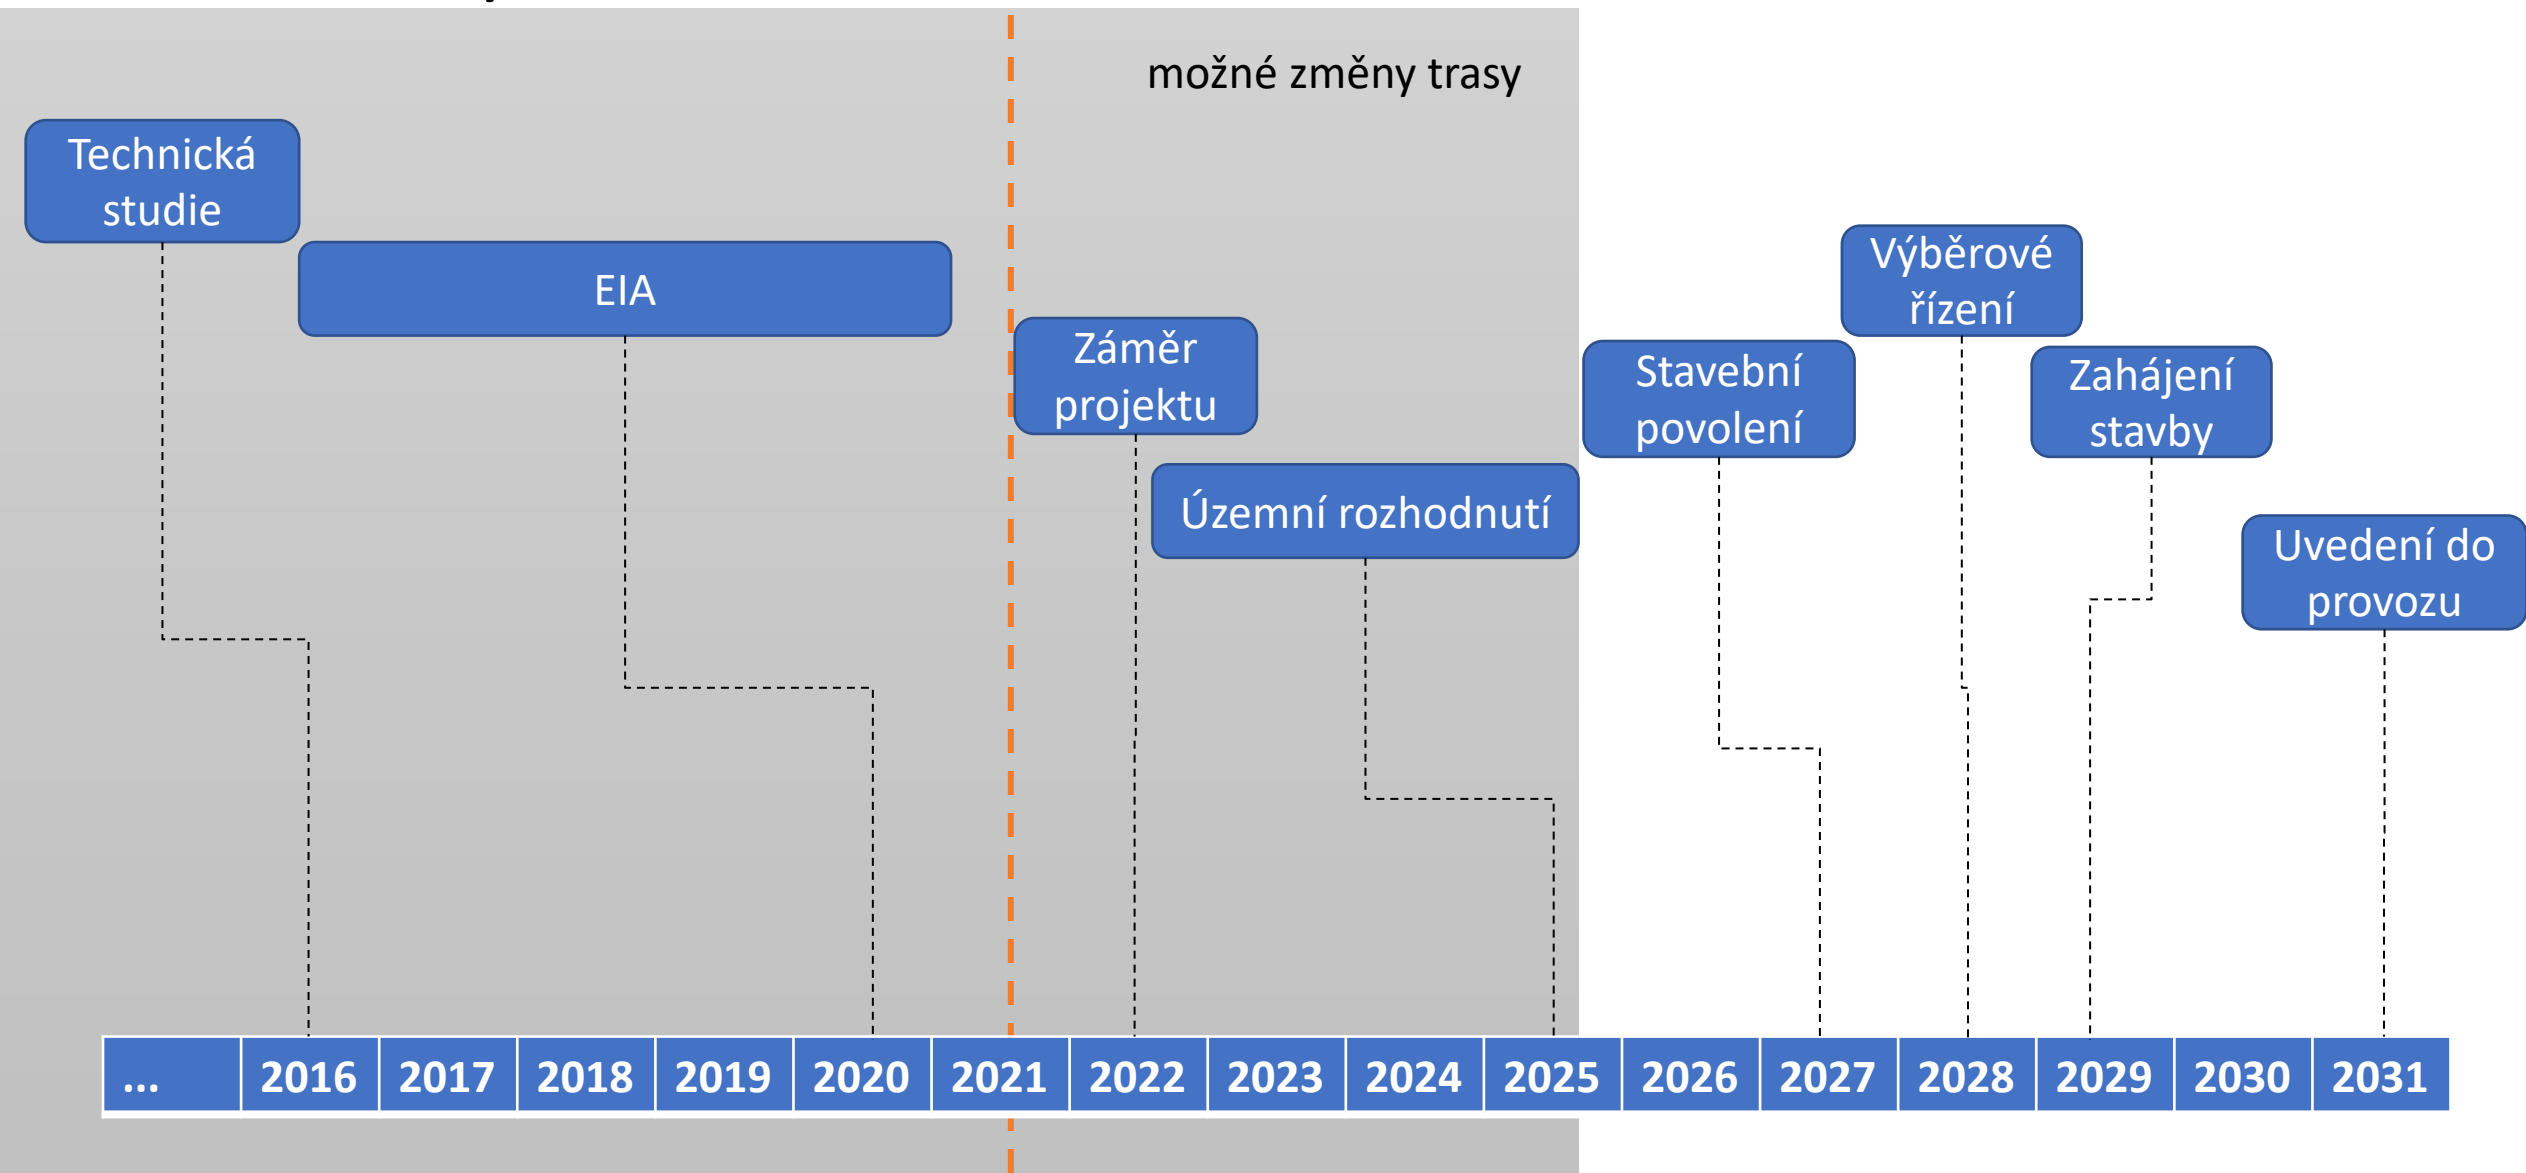 možné změny trasy
Technická
studie
EIA
Záměr
projektu
Územní rozhodnutí
Stavební
povolení
Výběrové
řízení
Zahájení
stavby
Uvedení do
provozu
... 2016 2017 2018 2019 2020 2021 2022 2023 2024 2025 2026 2027 2028 2029 2030 2031